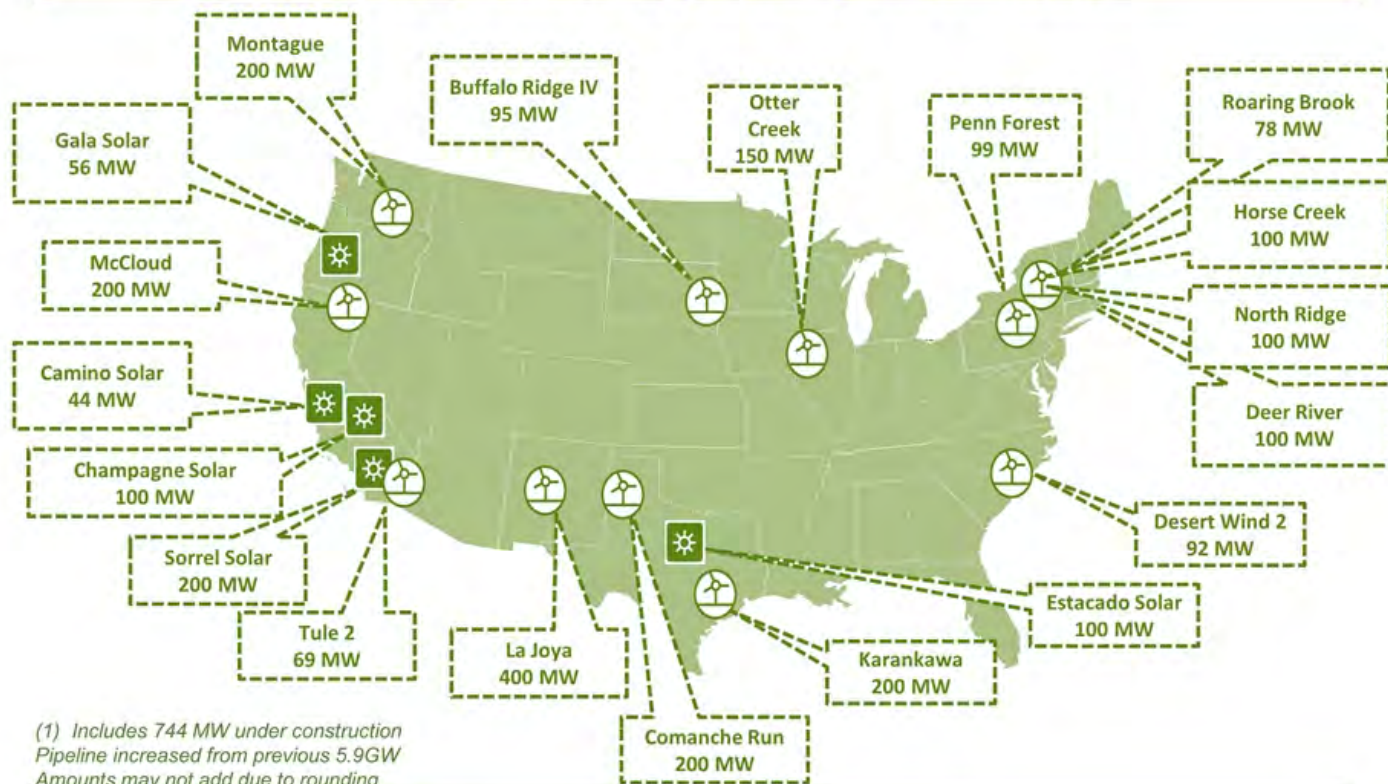 Montague
200 MW
Gala Solar
56 MW
McCloud
200 MW
Camino Solar
44 MW
Champagne Solar
100 MW
Sorrel Solar
200 MW
Tule 2
69 MW
Buffalo Ridge IV
95 MW
Otter
Creek
150 MW
Penn Forest
99 MW
Roaring Brook
78 MW
Horse Creek
100 MW
North Ridge
100 MW
Deer River
100 MW
Desert Wind 2
92 MW
Estacado Solar
100 MW
Karankawa
200 MW
La Joya
400 MW
Comanche Run
200 MW
(1) Includes 744 MW under construction
Pipeline increased from previous 5.9GW
Amounts may not add due to rounding